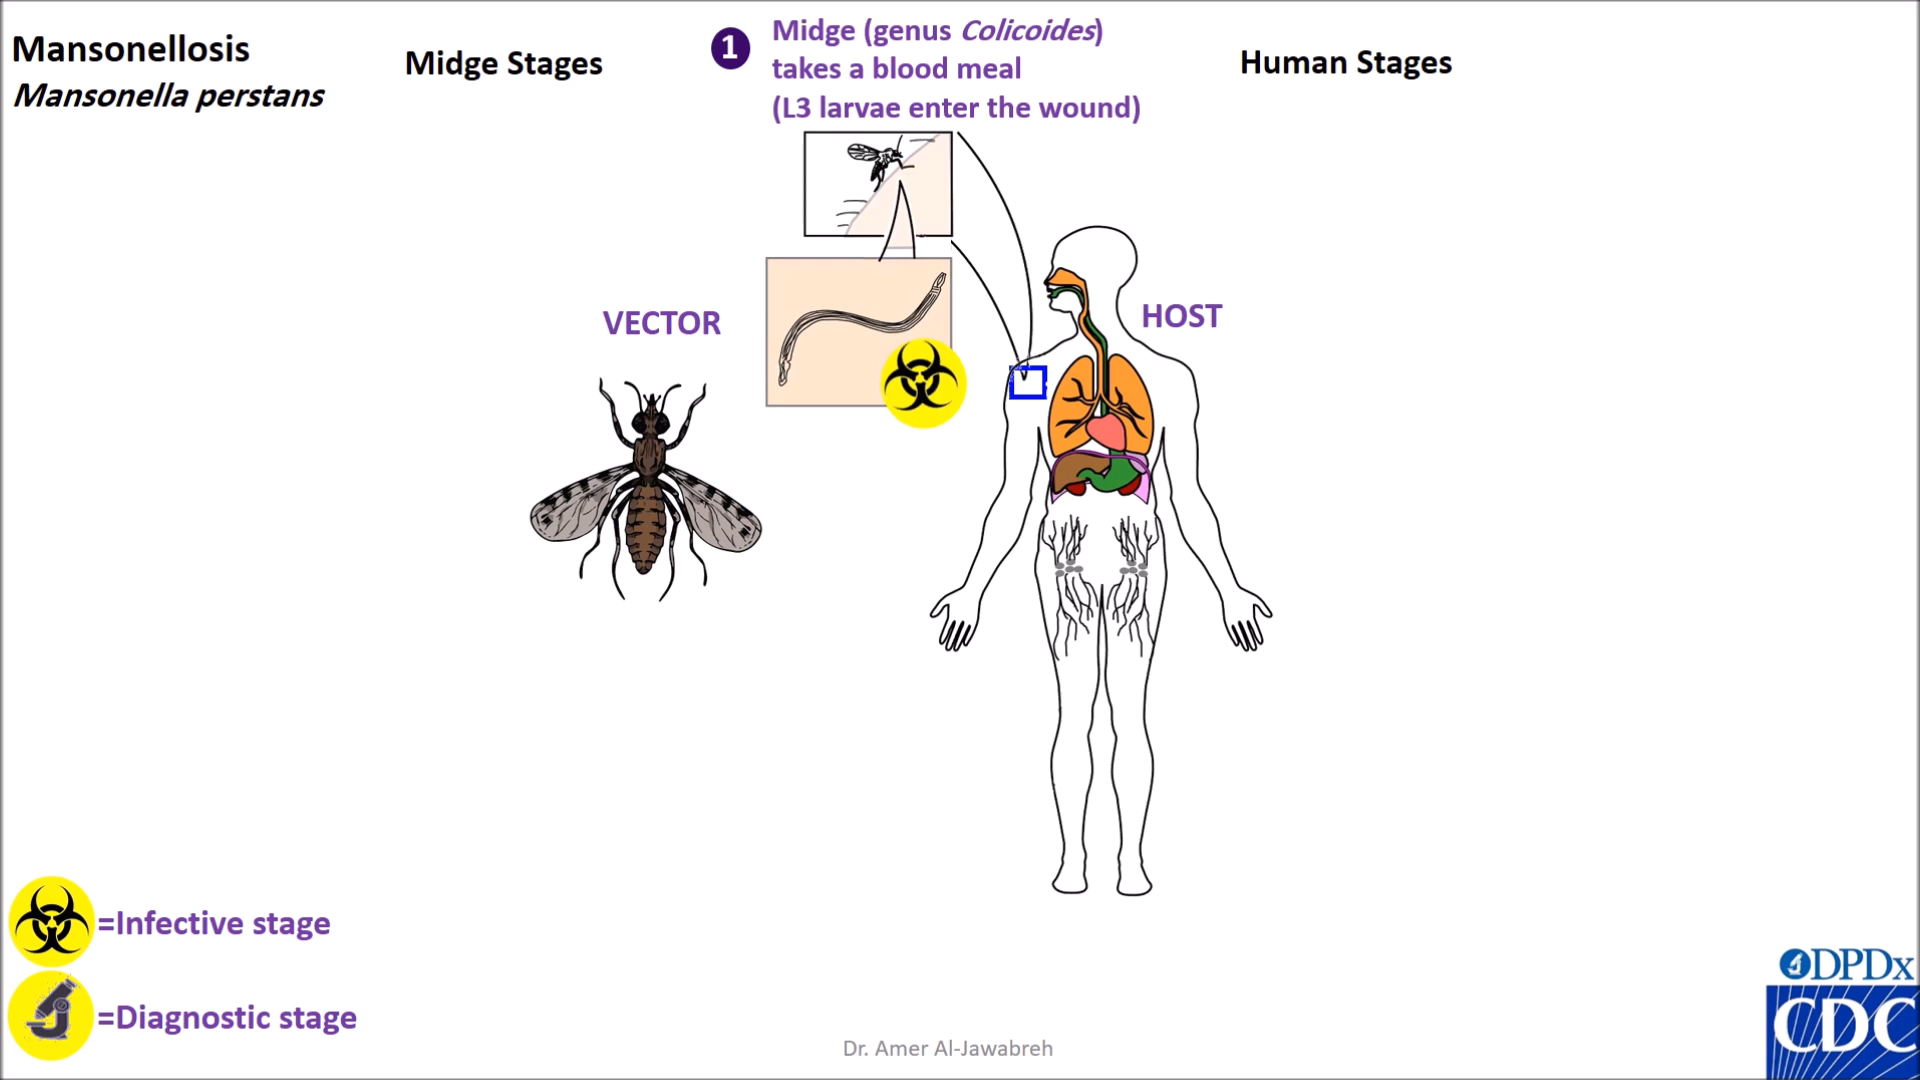 Mansonellosis
Mansonella perstans
Midge Stages
1
Midge (genus Colicoides)
takes a blood meal
(L3 larvae enter the wound)
Human Stages
VECTOR
HOST
=Infective stage
=Diagnostic stage
Dr. Amer Al-Jawabreh
DPDx
CDC